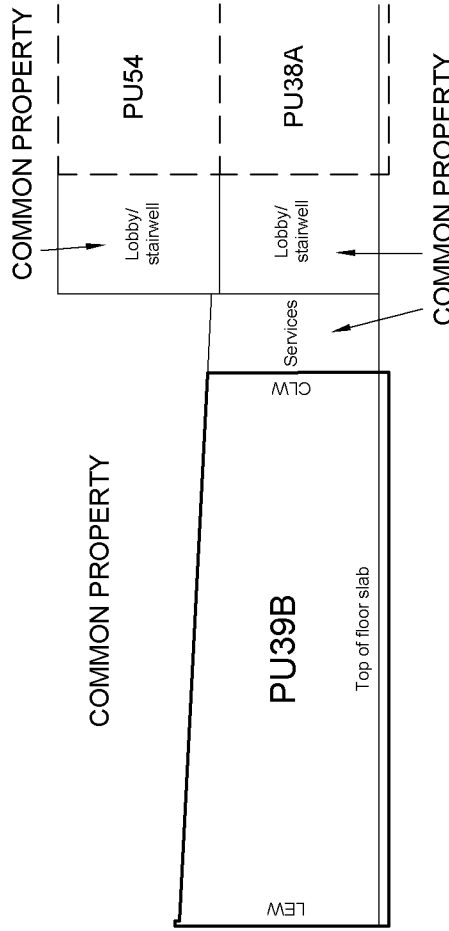 COMMON PROPERTY
PU54
PU38A
Lobby/
stairwell
Lobby/
stairwell
COMMON PROPERTY
Services
COMMON PROPERTY
CLW
PU39B
Top of floor slab
LEW